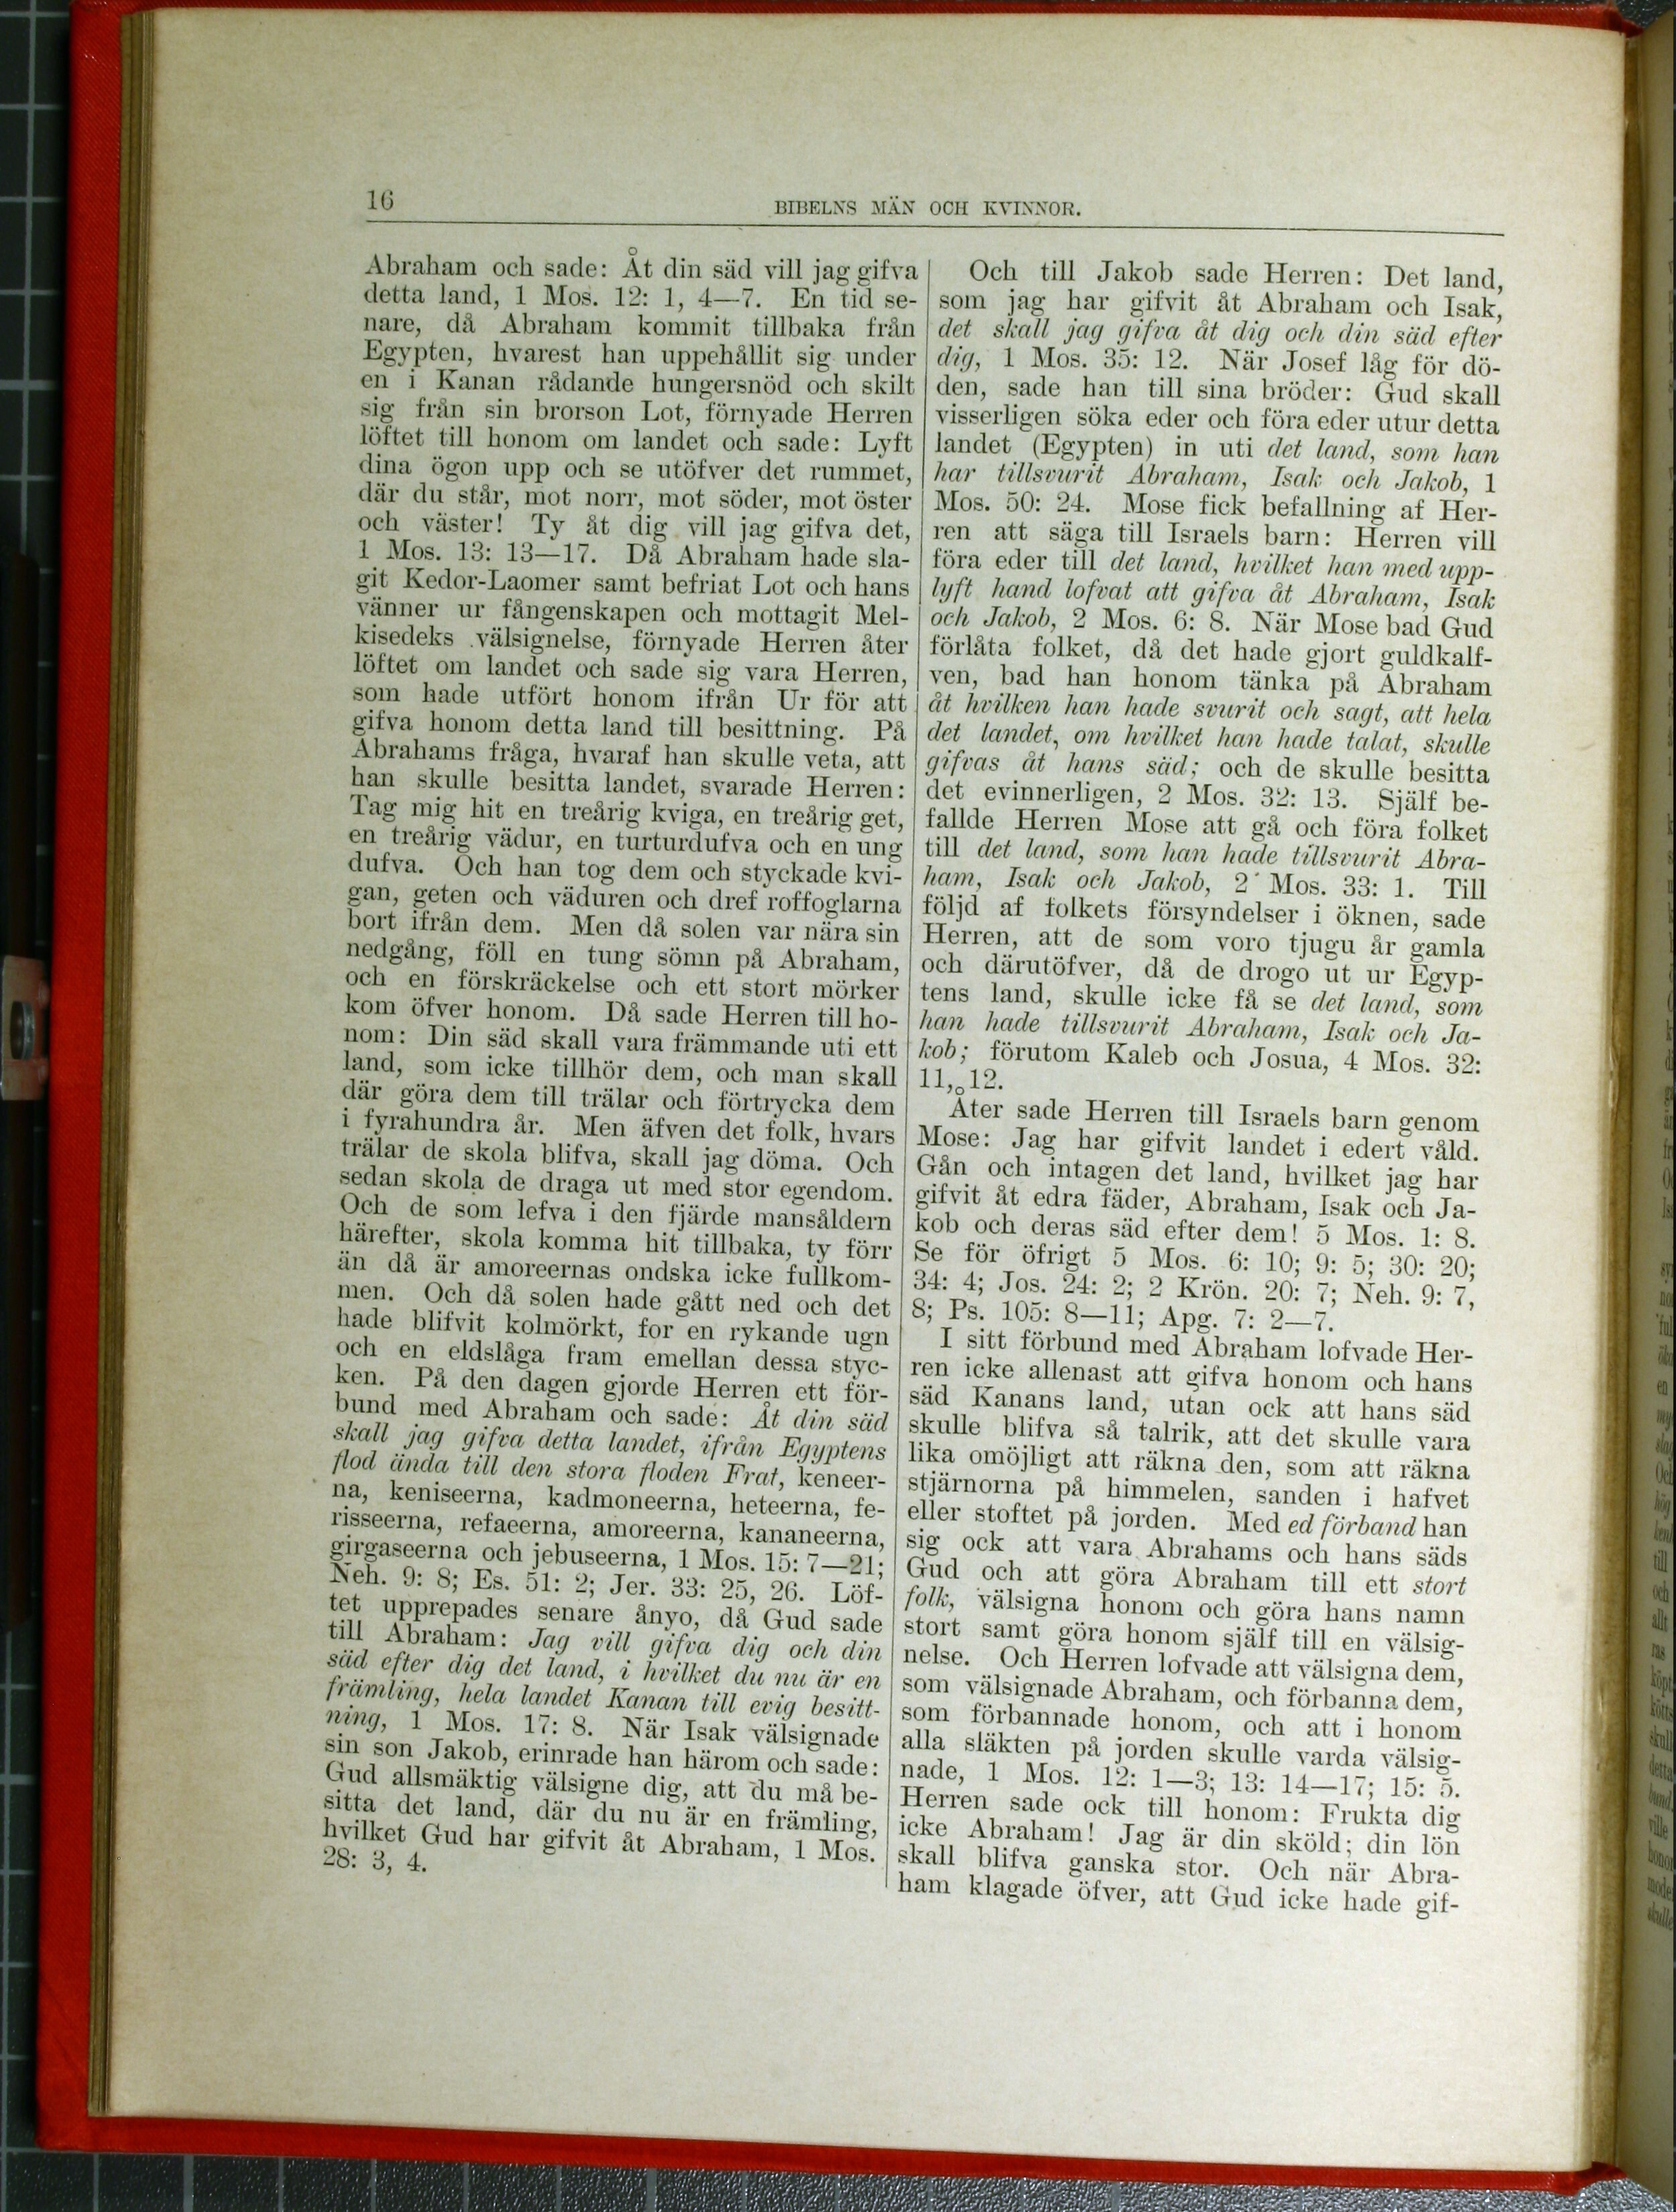 16
BIBELNS MÄN OCH KVINNOR.
Abraham och sade: Åt din säd vill jag gifva
detta land, 1 Mos. 12: 1, 4—7. En tid se-
nare, då Abraham kommit tillbaka från
Egypten, hvarest han uppehållit sig under
en i Kanan rådande hungersnöd och skilt
sig från sin brorson Lot, förnyade Herren
löftet till honom om landet och sade: Lyft
dina ögon upp och se utöfver det rummet,
där du står, mot norr, mot söder, mot öster
och väster! Ty åt dig vill jag gifva det,
1 Mos. 13: 13—17. Då Abraham hade sla-
git Kedor-Laomer samt befriat Lot och hans
vänner ur fångenskapen och mottagit Mel-
kisedeks välsignelse, förnyade Herren åter
löftet om landet och sade sig vara Herren,
som hade utfört honom ifrån Ur för att
gifva honom detta land till besittning. På
Abrahams fråga, hvaraf han skulle veta, att
han skulle besitta landet, svarade Herren:
Tag mig hit en treårig kviga, en treårig get,
en treårig vädur, en turturdufva och en ung
dufva. Och han tog dem och styckade kvi-
gan, geten och väduren och dref roffoglarna
bort ifrån dem. Men då solen var nära sin
nedgång, föll en tung sömn på Abraham,
och en förskräckelse och ett stort mörker
kom öfver honom. Då sade Herren till ho-
nom: Din säd skall vara främmande uti ett
land, som icke tillhör dem, och man skall
där göra dem till trälar och förtrycka dem
i fyrahundra år. Men äfven det folk, hvars
trälar de skola blifva, skall jag döma. Och
sedan skola de draga ut med stor egendom.
Och de som lefva i den fjärde mansåldern
härefter, skola komma hit tillbaka, ty förr
än då är amoreernas ondska icke fullkom-
men. Och då solen hade gått ned och det
hade blifvit kolmörkt, for en rykande ugn
och en eldslåga fram emellan dessa styc-
ken. På den dagen gjorde Herren ett för-
bund med Abraham och sade: Åt din säd
skall jag gifva detta landet, ifrån Egyptens
flod ända till den stora floden Frat, keneer-
na, keniseerna, kadmoneerna, heteerna, fe-
risseerna, refaeerna, amoreerna, kananeerna,
girgaseerna och jebuseerna, 1 Mos. 15: 7—21;
Neh. 9: 8; Es. 51: 2; Jer. 33: 25, 26. Löf-
tet upprepades senare ånyo, då Gud sade
till Abraham: Jag vill gifva dig och din
säd efter dig det land, i hvilket du nu är en
främling, hela landet Kanan till evig besitt-
ning, 1 Mos. 17: 8. När Isak välsignade
sin son Jakob, erinrade han härom och sade:
Gud allsmäktig välsigne dig, att du må be-
sitta det land, där du nu är en främling,
hvilket Gud har gifvit åt Abraham, 1 Mos.
28: 3, 4.
Och till Jakob sade Herren: Det land,
som jag har gifvit åt Abraham och Isak,
det skall jag gifva åt dig och din säd efter
dig, 1 Mos. 35: 12. När Josef låg för dö-
den, sade han till sina bröder: Gud skall
visserligen söka eder och föra eder utur detta
landet (Egypten) in uti det land, som han
har tillsvurit Abraham, Isak och Jakob, 1
Mos. 50: 24. Mose fick befallning af Her-
ren att säga till Israels barn: Herren vill
föra eder till det land, hvilket han med upp-
lyft hand lofvat att gifva åt Abraham, Isak
och Jakob, 2 Mos. 6: 8. När Mose bad Gud
förlåta folket, då det hade gjort guldkalf-
ven, bad han honom tänka på Abraham
åt hvilken han hade svurit och sagt, att hela
det landet, om hvilket han hade talat, skulle
gifvas åt hans säd; och de skulle besitta
det evinnerligen, 2 Mos. 32: 13. Själf be-
fallde Herren Mose att gå och föra folket
till det land, som han hade tillsvurit Abra-
ham, Isak och Jakob, 2 Mos. 33: 1. Till
följd af folkets försyndelser i öknen, sade
Herren, att de som voro tjugu år gamla
och därutöfver, då de drogo ut ur Egyp-
tens land, skulle icke få se det land, som
han hade tillsvurit Abraham, Isak och Ja-
kob; förutom Kaleb och Josua, 4 Mos. 32:
11, 12.
Åter sade Herren till Israels barn genom
Mose: Jag har gifvit landet i edert våld.
Gån och intagen det land, hvilket jag har
gifvit åt edra fäder, Abraham, Isak och Ja-
kob och deras säd efter dem! 5 Mos. 1: 8.
Se för öfrigt 5 Mos. 6: 10; 9: 5; 30: 20;
34: 4; Jos. 24: 2; 2 Krön. 20: 7; Neh. 9: 7,
8; Ps. 105: 8—11; Apg. 7: 2—7.
I sitt förbund med Abraham lofvade Her-
ren icke allenast att gifva honom och hans
säd Kanans land, utan ock att hans säd
skulle blifva så talrik, att det skulle vara
lika omöjligt att räkna den, som att räkna
stjärnorna på himmelen, sanden i hafvet
eller stoftet på jorden. Med ed förband han
sig ock att vara Abrahams och hans säds
Gud och att göra Abraham till ett stort
folk, välsigna honom och göra hans namn
stort samt göra honom själf till en välsig-
nelse. Och Herren lofvade att välsigna dem,
som välsignade Abraham, och förbanna dem,
som förbannade honom, och att i honom
alla släkten på jorden skulle varda välsig-
nade, 1 Mos. 12: 1—3; 13: 14—17; 15: 5.
Herren sade ock till honom: Frukta dig
icke Abraham! Jag är din sköld; din lön
skall blifva ganska stor. Och när Abra-
ham klagade öfver, att Gud icke hade gif-